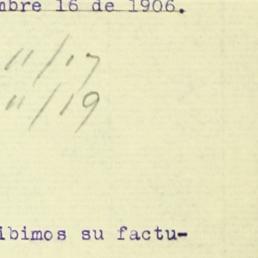 mbre 16 de 1906.
11/17
11/19
ibimos su factu-